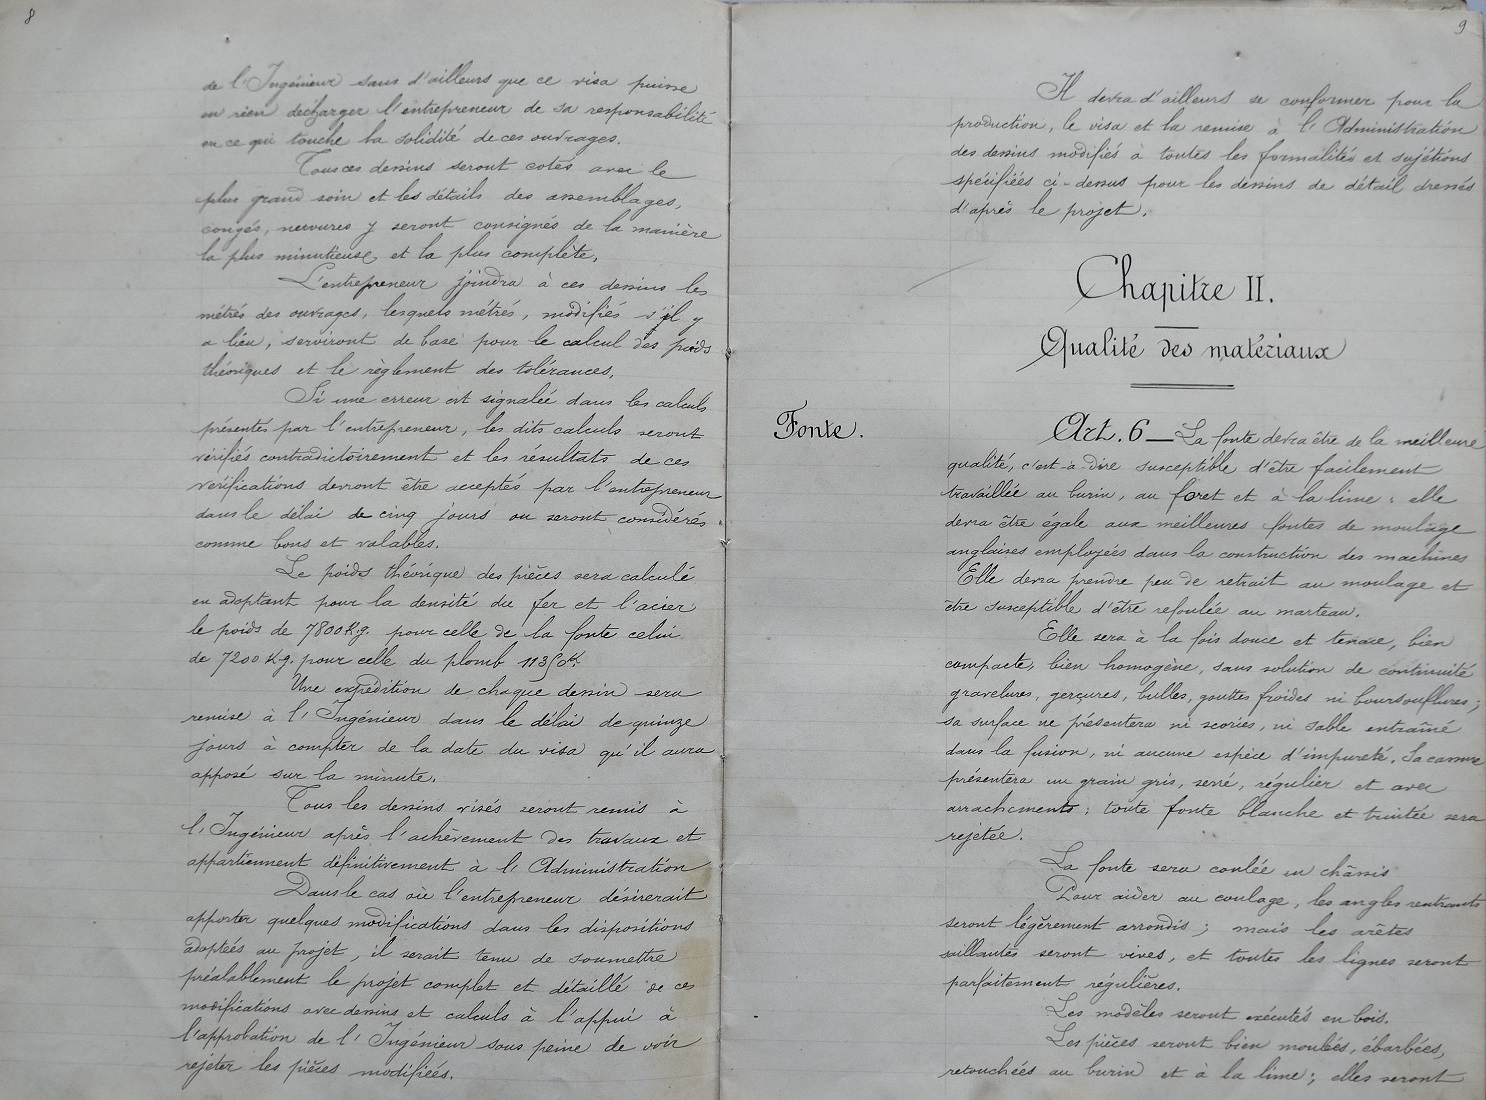 8
de l'Ingénieur sans d'ailleurs que ce visa puisse
en rien decharger l'entrepreneur de sa responsabilité
en ce qui touche la solidité de ces ouvrages.
Tous ces dessins seront cotés avec le
plus grand soin et les détails des assemblages,
congés, nervures y seront consignés de la manière
la plus minutieuse et la plus complète.
L'entrepreneur joindra à ces dessins les
métrés des ouvrages, lesquels métrés, modifiés s'il y
a lieu, serviront de base pour le calcul des poids
théoriques et le règlement des tolérances.
Si une erreur est signalée dans les calculs
présentés par l'entrepreneur, les dits calculs seront
vérifiés contradictoirement et les résultats de ces
vérifications devront être acceptés par l'entrepreneur
dans le délai de cinq jours ou seront considérés
comme bons et valables.
Le poids théorique des pièces sera calculé
en adoptant pour la densité du fer et l'acier
le poids de 7800 Kg. pour celle de la fonte celui
de 7200 Kg. pour celle du plomb 11350 K.
Une expédition de chaque dessin sera
remise à l'Ingénieur dans le délai de quinze
jours à compter de la date du visa qu'il aura
apposé sur la minute.
Tous les dessins visés seront remis à
l'Ingénieur après l'achèvement des travaux et
appartiennent définitivement à l'Administration
Dans le cas où l'entrepreneur désirerait
apporter quelques modifications dans les dispositions
adoptées au projet, il serait tenu de soumettre
préalablement le projet complet et détaillé de ces
modifications avec dessins et calculs à l'appui à
l'approbation de l'Ingénieur sous peine de voir
rejeter les pièces modifiées.
9
Il devra d'ailleurs se conformer pour la
production, le visa et la remise à l'Administration
des dessins modifiés à toutes les formalités et sujétions
spécifiées ci-dessus pour les dessins de détail dressés
d'après le projet.
Chapitre II.
Qualité des matériaux
Fonte.
Art. 6 — La fonte devra être de la meilleure
qualité, c'est-à-dire susceptible d'être facilement
travaillée au burin, au foret et à la lime: elle
devra être égale aux meilleures fontes de moulage
anglaises employées dans la construction des machines
Elle devra prendre peu de retrait au moulage et
être susceptible d'être refoulée au marteau.
Elle sera à la fois douce et tenace, bien
compacte, bien homogène, sans solution de continuité
gravelures, gerçures, bulles, gouttes froides ni boursouflures;
sa surface ne présentera ni scories, ni sable entraîné
dans la fusion, ni aucune espèce d'impureté. Sa cassure
présentera un grain gris, serré, régulier et avec
arrachements: toute fonte blanche et truitée sera
rejetée.
La fonte sera coulée en châssis
Pour aider au coulage, les angles rentrants
seront légèrement arrondis; mais les arêtes
saillantes seront vives, et toutes les lignes seront
parfaitement régulières.
Les modèles seront exécutés en bois.
Les pièces seront bien moulées, ébarbées,
retouchées au burin et à la lime; elles seront